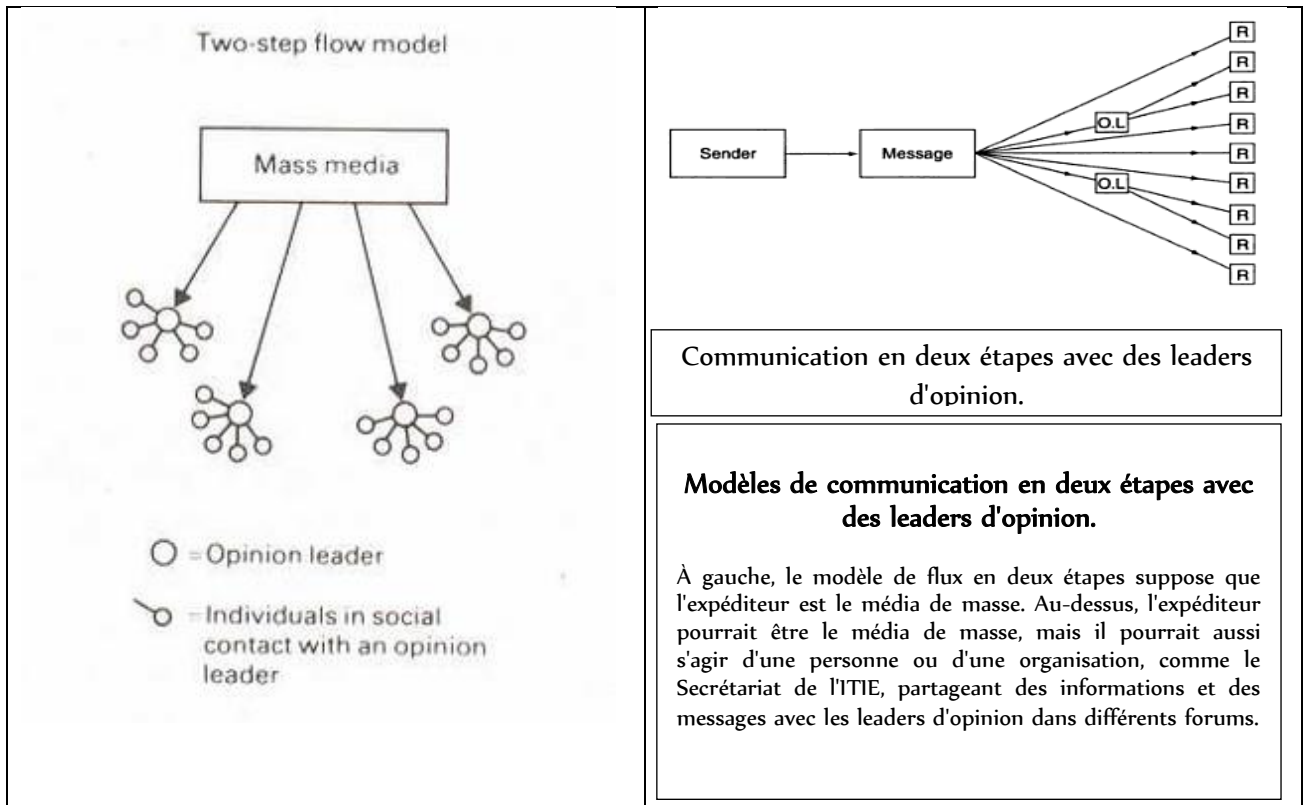 Two-step flow model
Mass media
= Opinion leader
= Individuals in social
contact with an opinion
leader
R
R
R
O.L
R
Sender
Message
R
R
O.L
R
R
R
Communication en deux étapes avec des leaders
d'opinion.
Modèles de communication en deux étapes avec
des leaders d'opinion.
À gauche, le modèle de flux en deux étapes suppose que
l'expéditeur est le média de masse. Au-dessus, l'expéditeur
pourrait être le média de masse, mais il pourrait aussi
s'agir d'une personne ou d'une organisation, comme le
Secrétariat de l'ITIE, partageant des informations et des
messages avec les leaders d'opinion dans différents forums.